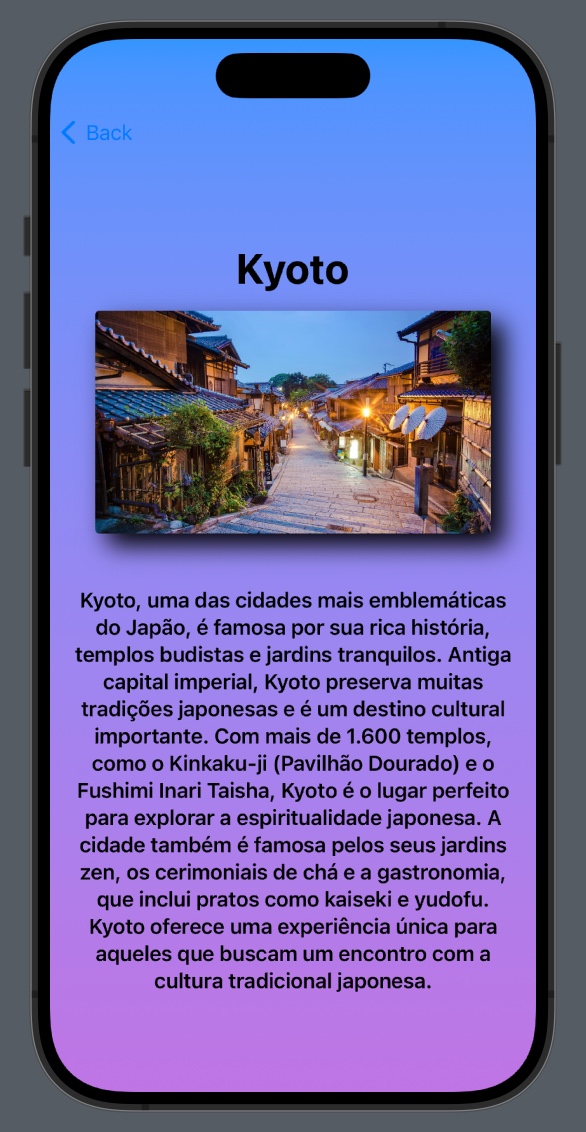 Back
Kyoto
Kyoto, uma das cidades mais emblemáticas
do Japão, é famosa por sua rica história,
templos budistas e jardins tranquilos. Antiga
capital imperial, Kyoto preserva muitas
tradições japonesas e é um destino cultural
importante. Com mais de 1.600 templos,
como o Kinkaku-ji (Pavilhão Dourado) e o
Fushimi Inari Taisha, Kyoto é o lugar perfeito
para explorar a espiritualidade japonesa. A
cidade também é famosa pelos seus jardins
zen, os cerimoniais de chá e a gastronomia,
que inclui pratos como kaiseki e yudofu.
Kyoto oferece uma experiência única para
aqueles que buscam um encontro com a
cultura tradicional japonesa.